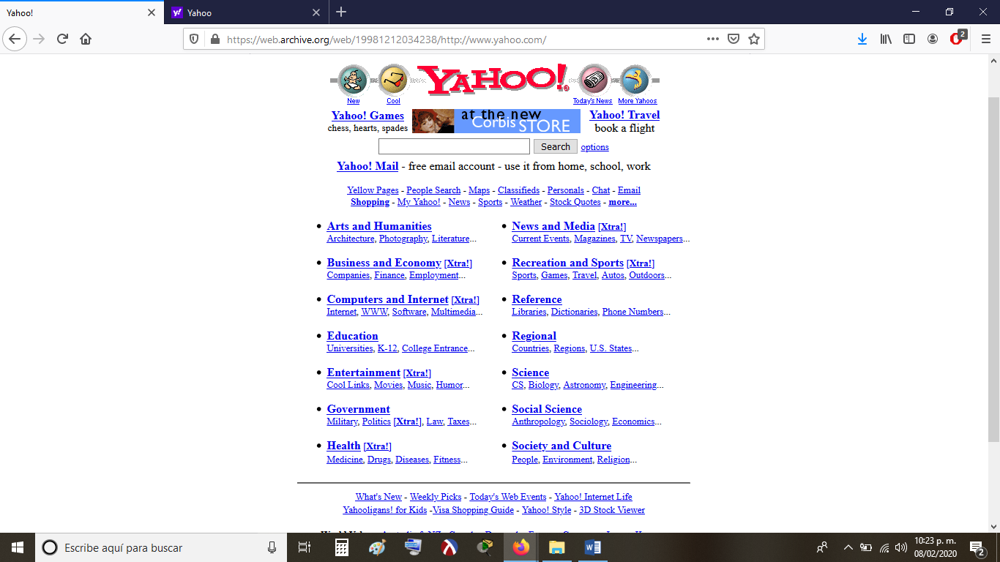 Yahoo!
Yahoo
https://web.archive.org/web/19981212034238/http://www.yahoo.com/
2
YAHOO!
New Cool Today's News More Yahoos
Yahoo! Games
chess, hearts, spades
at the new
Corbis STORE
Yahoo! Travel
book a flight
Search options
Yahoo! Mail - free email account - use it from home, school, work
Yellow Pages - People Search - Maps - Classifieds - Personals - Chat - Email
Shopping - My Yahoo! - News - Sports - Weather - Stock Quotes - more...
• Arts and Humanities
Architecture, Photography, Literature...
• Business and Economy [Xtra!]
Companies, Finance, Employment...
• Computers and Internet [Xtra!]
Internet, WWW, Software, Multimedia...
• Education
Universities, K-12, College Entrance...
• Entertainment [Xtra!]
Cool Links, Movies, Music, Humor...
• Government
Military, Politics [Xtra!], Law, Taxes...
• Health [Xtra!]
Medicine, Drugs, Diseases, Fitness...
• News and Media [Xtra!]
Current Events, Magazines, TV, Newspapers...
• Recreation and Sports [Xtra!]
Sports, Games, Travel, Autos, Outdoors...
• Reference
Libraries, Dictionaries, Phone Numbers...
• Regional
Countries, Regions, U.S. States...
• Science
CS, Biology, Astronomy, Engineering...
• Social Science
Anthropology, Sociology, Economics...
• Society and Culture
People, Environment, Religion...
What's New - Weekly Picks - Today's Web Events - Yahoo! Internet Life
Yahooligans! for Kids -Visa Shopping Guide - Yahoo! Style - 3D Stock Viewer
Escribe aquí para buscar
10:23 p. m.
08/02/2020
2